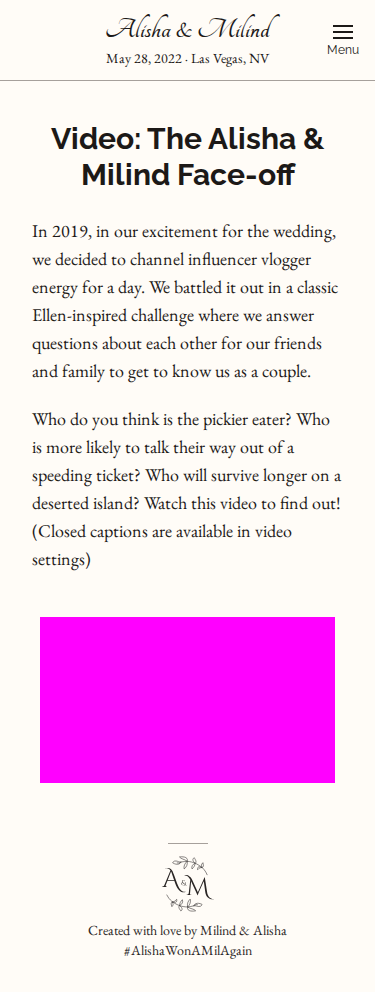 Alisha & Milind
May 28, 2022 · Las Vegas, NV
Menu
Video: The Alisha &
Milind Face-off
In 2019, in our excitement for the wedding,
we decided to channel influencer vlogger
energy for a day. We battled it out in a classic
Ellen-inspired challenge where we answer
questions about each other for our friends
and family to get to know us as a couple.
Who do you think is the pickier eater? Who
is more likely to talk their way out of a
speeding ticket? Who will survive longer on a
deserted island? Watch this video to find out!
(Closed captions are available in video
settings)
A&M
Created with love by Milind & Alisha
#AlishaWonAMilAgain